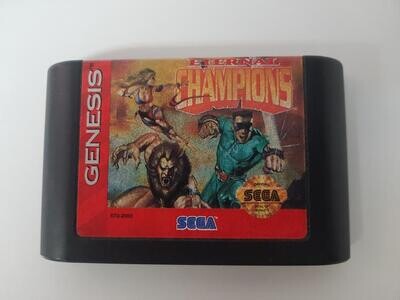 GENESIS
ETERNAL
CHAMPIONS
SEGA
SEGA